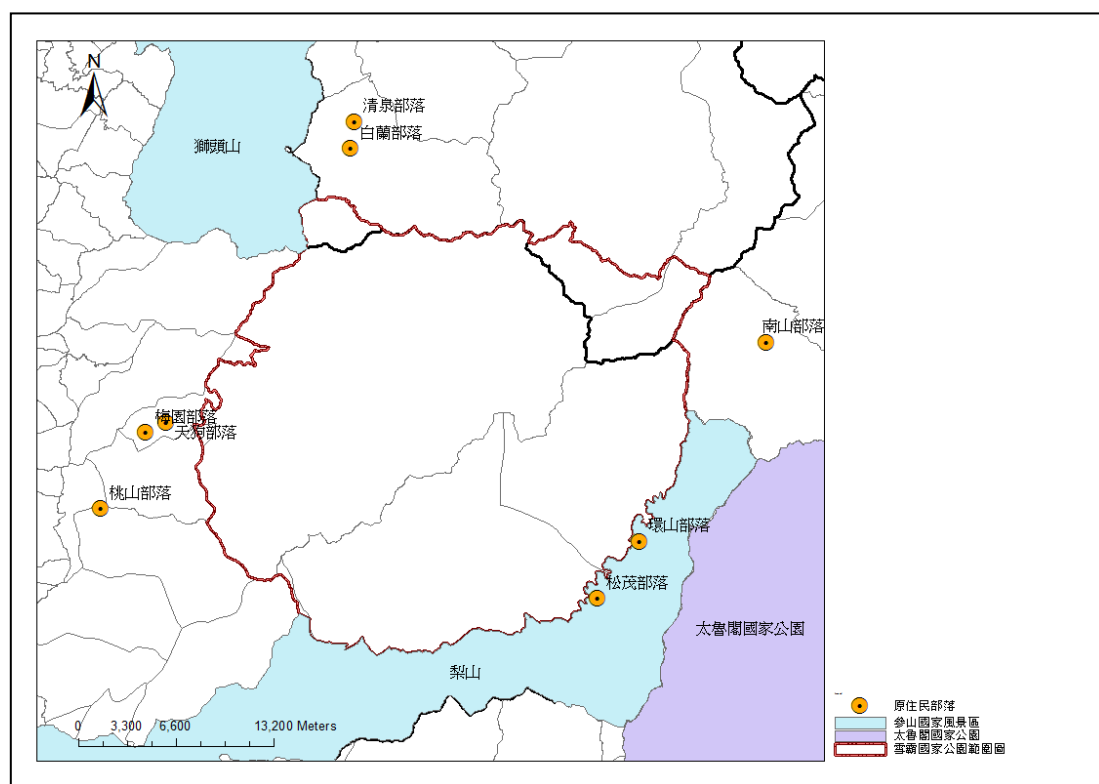 N
清泉部落
白蘭部落
獅頭山
南山部落
梅園部落
天狗部落
桃山部落
環山部落
松茂部落
太魯閣國家公園
梨山
0 3,300 6,600 13,200 Meters
原住民部落
參山國家風景區
太魯閣國家公園
雪霸國家公園範圍圖